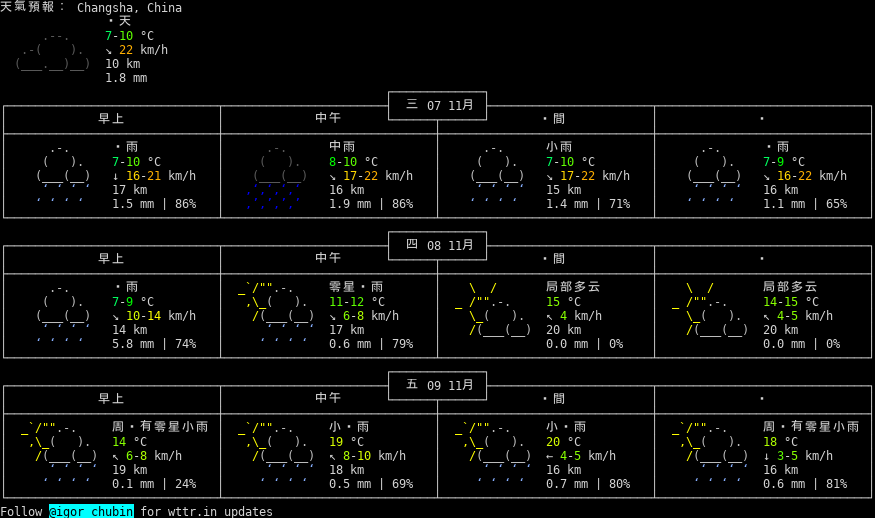 天氣預報： Changsha, China
・天
7-10 °C
↘ 22 km/h
10 km
1.8 mm
三 07 11月
早上 中午 ・間 ・
・雨 中雨 小雨 ・雨
7-10 °C 8-10 °C 7-10 °C 7-9 °C
↓ 16-21 km/h ↘ 17-22 km/h ↘ 17-22 km/h ↘ 16-22 km/h
17 km 16 km 15 km 16 km
1.5 mm | 86% 1.9 mm | 86% 1.4 mm | 71% 1.1 mm | 65%
四 08 11月
早上 中午 ・間 ・
・雨 零星・雨 局部多云 局部多云
7-9 °C 11-12 °C 15 °C 14-15 °C
↘ 10-14 km/h ↘ 6-8 km/h ↖ 4 km/h ↖ 4-5 km/h
14 km 17 km 20 km 20 km
5.8 mm | 74% 0.6 mm | 79% 0.0 mm | 0% 0.0 mm | 0%
五 09 11月
早上 中午 ・間 ・
周・有零星小雨 小・雨 小・雨 周・有零星小雨
14 °C 19 °C 20 °C 18 °C
↖ 6-8 km/h ↖ 8-10 km/h ← 4-5 km/h ↓ 3-5 km/h
19 km 18 km 16 km 16 km
0.1 mm | 24% 0.5 mm | 69% 0.7 mm | 80% 0.6 mm | 81%
Follow @igor_chubin for wttr.in updates